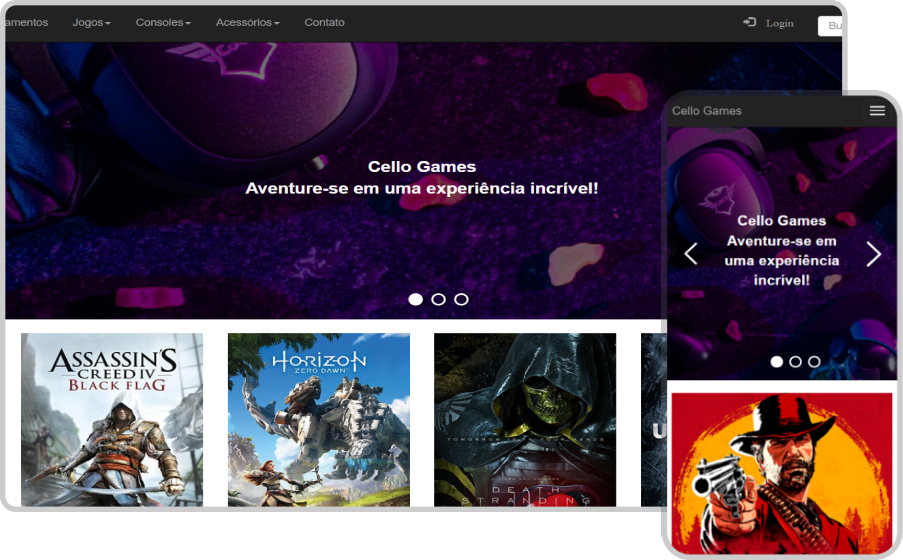 amentos Jogos Consoles Acessórios Contato Login Bu
Cello Games
Aventure-se em uma experiência incrível!
ASSASSIN'S
CREED IV
BLACK FLAG
HORIZON
ZERO DAWN
TOMORROW IS IN YOUR HANDS
DEATH
STRANDING
U
Cello Games
Cello Games
Aventure-se em
uma experiência
incrível!